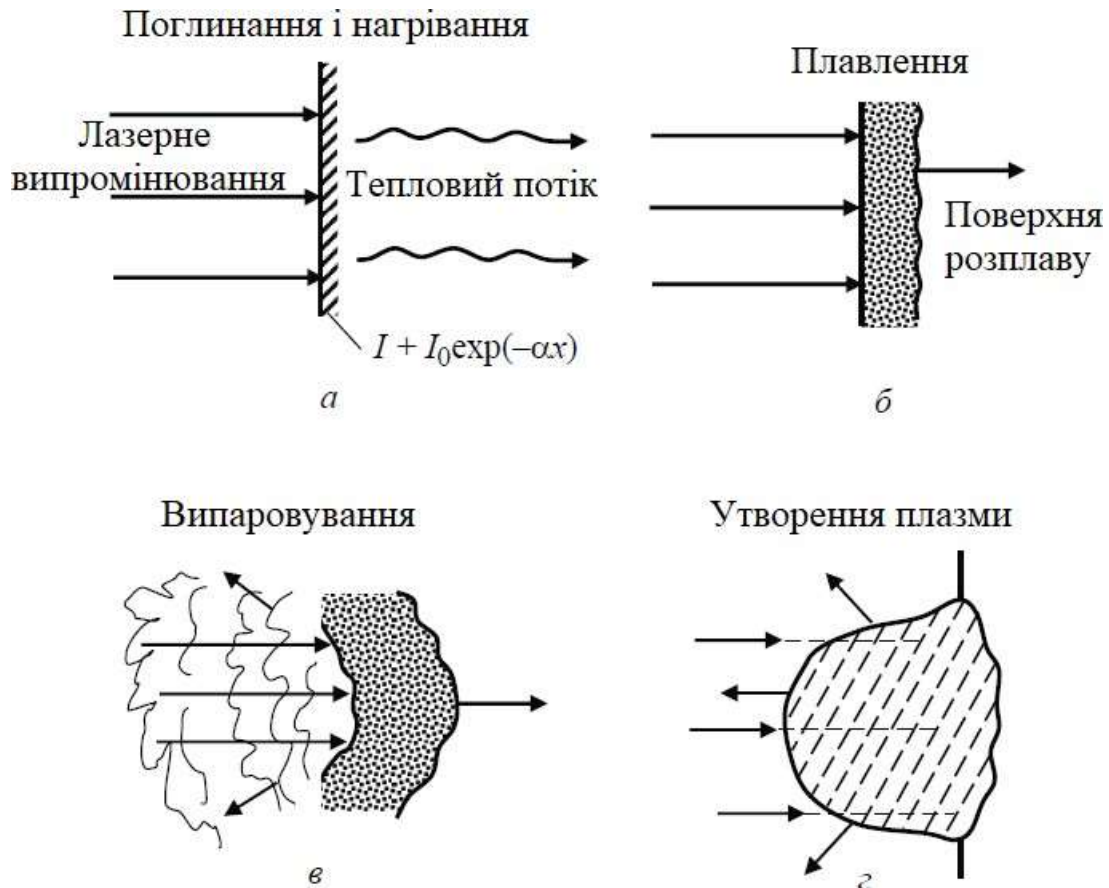 Поглинання і нагрівання
Лазерне
випромінювання
Тепловий потік
I + I₀exp(–αx)
а
Плавлення
Поверхня
розплаву
б
Випаровування
в
Утворення плазми
г